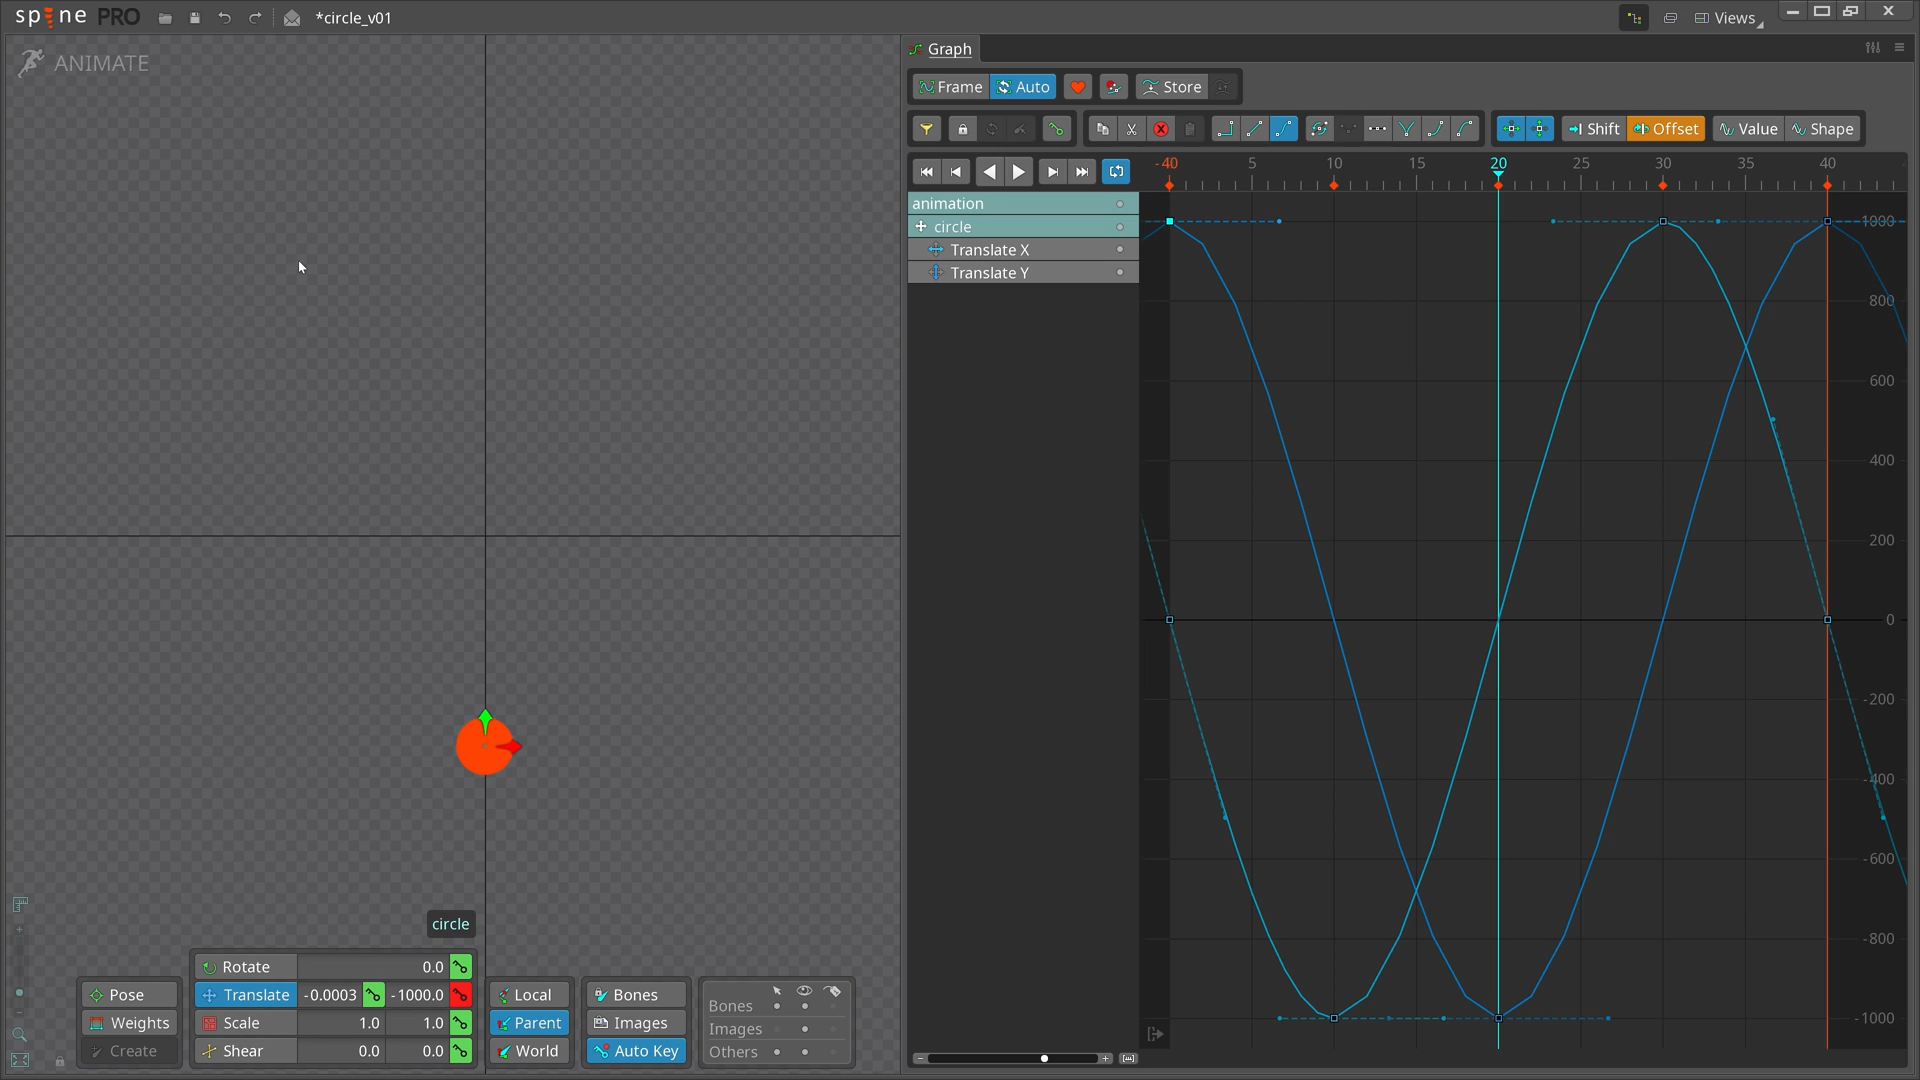 spine PRO
*circle_v01
Views
ANIMATE
Graph
Frame
Auto
Store
Shift
Offset
Value
Shape
-40
5
10
15
20
25
30
35
40
animation
circle
Translate X
Translate Y
1000
800
600
400
200
0
-200
-400
-600
-800
-1000
circle
Pose
Weights
Create
Rotate 0.0
Translate -0.0003 -1000.0
Scale 1.0 1.0
Shear 0.0 0.0
Local
Parent
World
Bones
Images
Auto Key
Bones
Images
Others